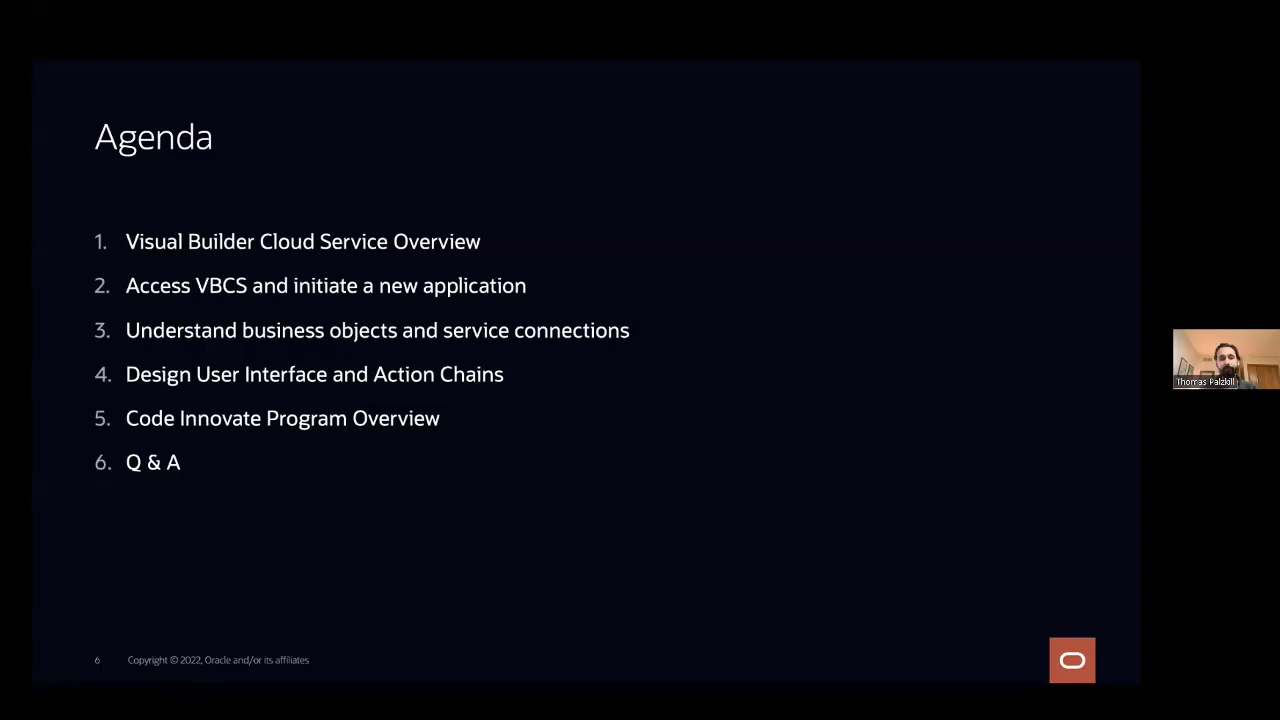 Agenda
1. Visual Builder Cloud Service Overview
2. Access VBCS and initiate a new application
3. Understand business objects and service connections
4. Design User Interface and Action Chains
5. Code Innovate Program Overview
6. Q & A
Thomas Palzkill
6 Copyright © 2022, Oracle and/or its affiliates